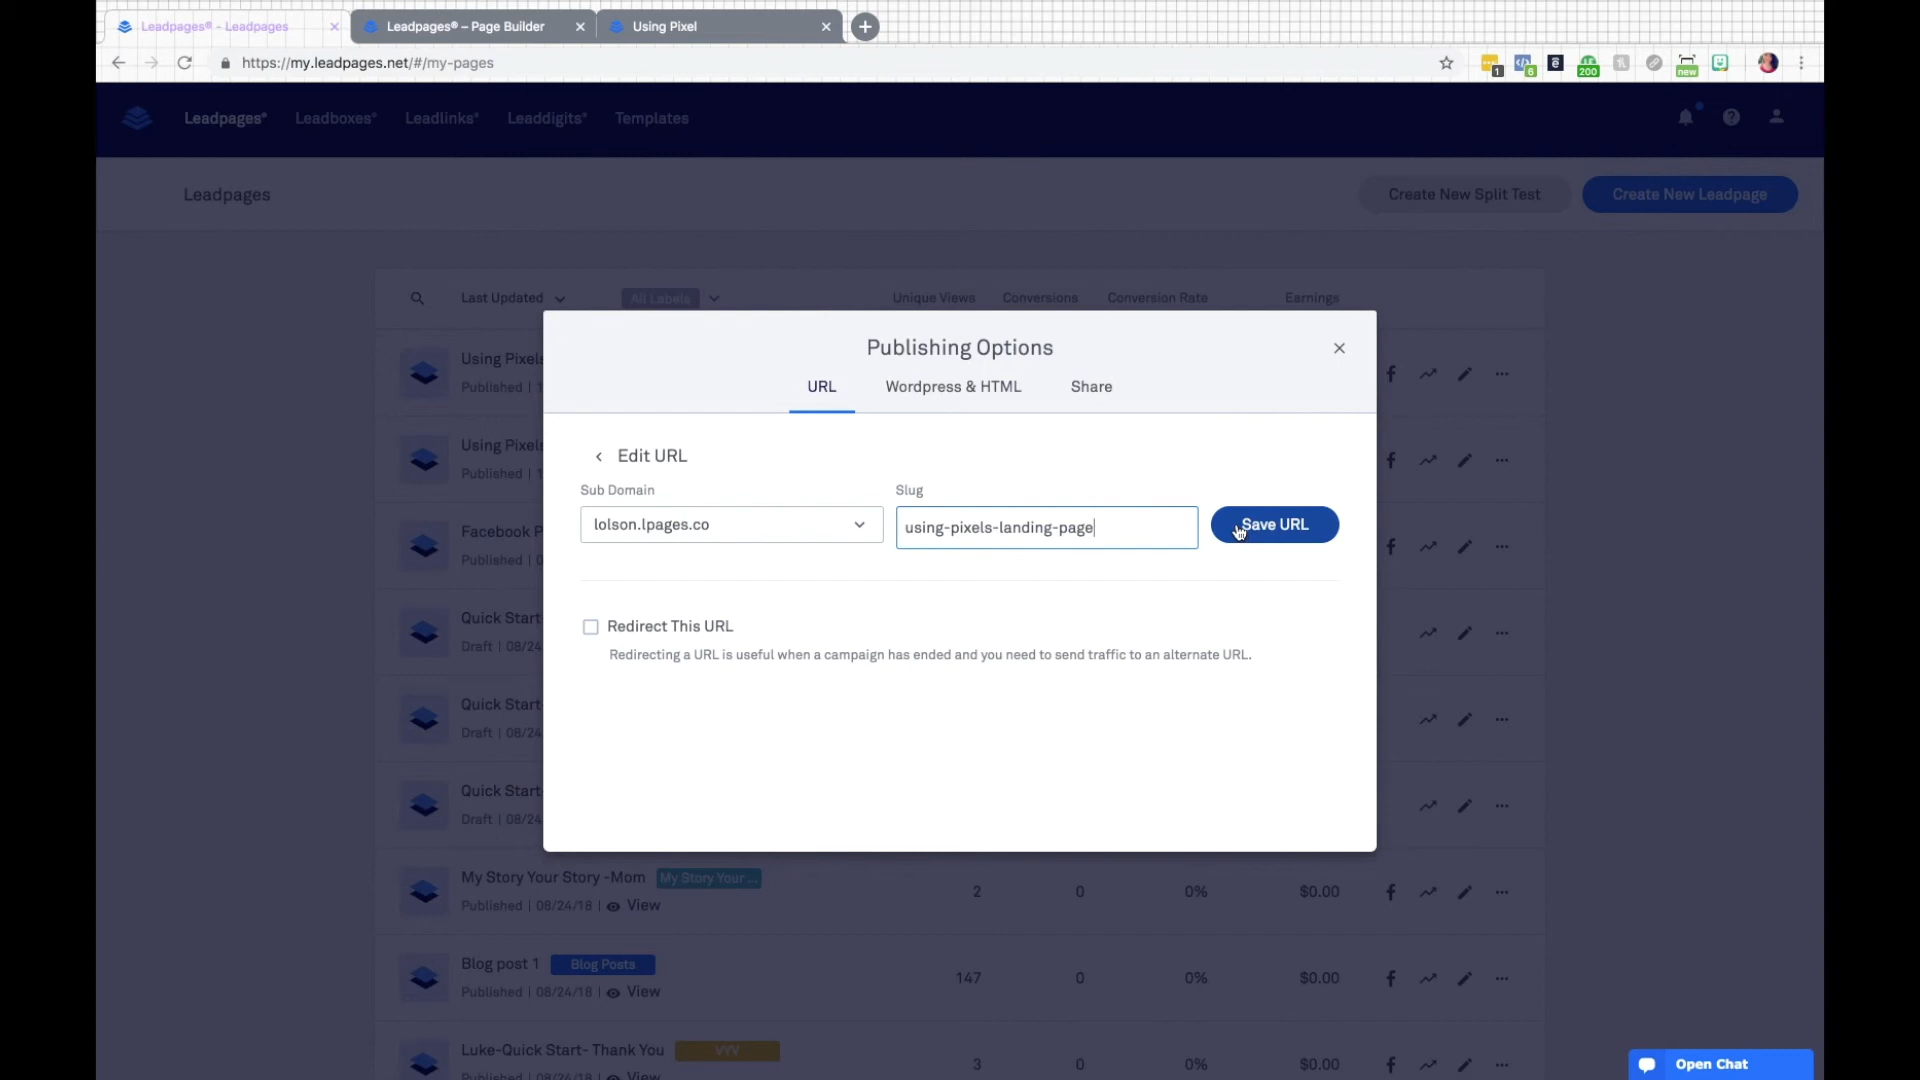 Leadpages® - Leadpages
Leadpages® – Page Builder
Using Pixel
https://my.leadpages.net/#/my-pages
1
6
200
new
Leadpages®
Leadboxes®
Leadlinks®
Leaddigits®
Templates
Leadpages
Create New Split Test
Create New Leadpage
Last Updated
All Labels
Unique Views
Conversions
Conversion Rate
Earnings
Publishing Options
URL
Wordpress & HTML
Share
Edit URL
Sub Domain
Slug
lolson.lpages.co
using-pixels-landing-page
Save URL
Redirect This URL
Redirecting a URL is useful when a campaign has ended and you need to send traffic to an alternate URL.
Using Pixels
Published | 1
Using Pixels
Published | 1
Facebook P
Published | 0
Quick Start
Draft | 08/24
Quick Start
Draft | 08/24
Quick Start
Draft | 08/24
My Story Your Story -Mom
My Story Your ...
Published | 08/24/18 | View
2
0
0%
$0.00
Blog post 1
Blog Posts
Published | 08/24/18 | View
147
0
0%
$0.00
Luke-Quick Start- Thank You
VVV
Published | 08/24/18 | View
3
0
0%
$0.00
Open Chat